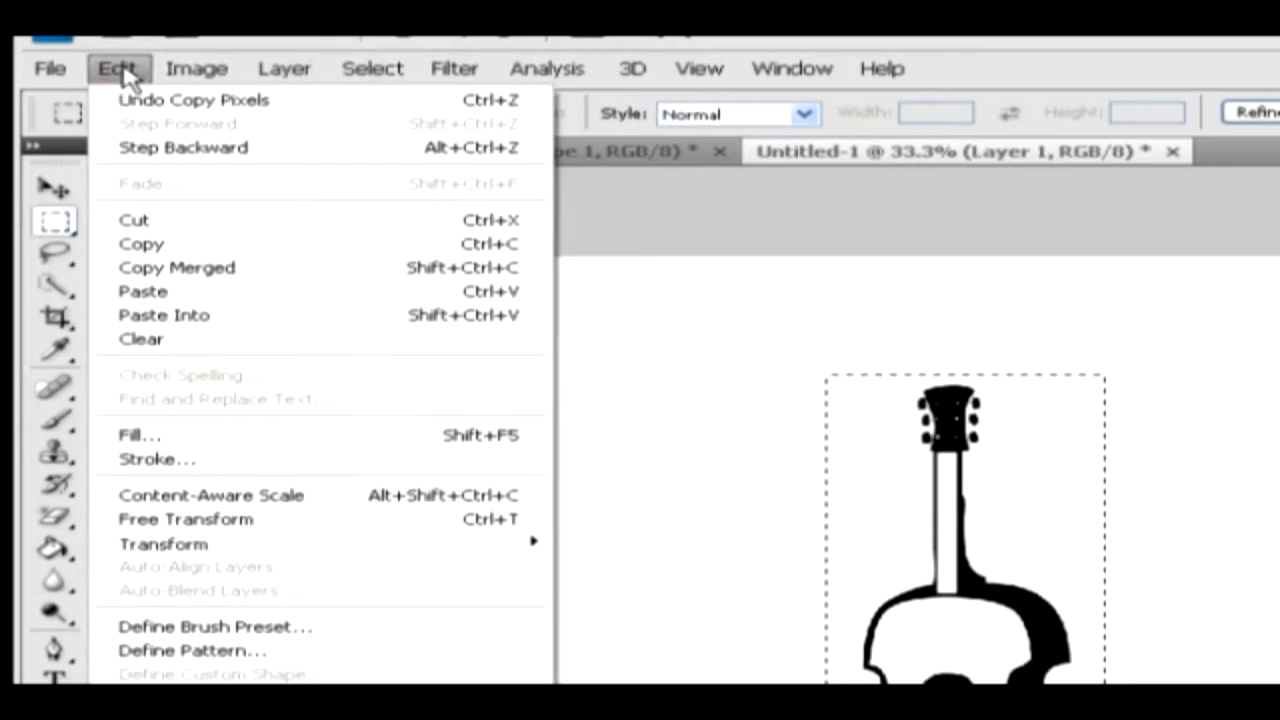 File Edit Image Layer Select Filter Analysis 3D View Window Help
Style: Normal Width: Height: Refine
Undo Copy Pixels Ctrl+Z
Step Forward Shift+Ctrl+Z
Step Backward Alt+Ctrl+Z
1, RGB/8) * × Untitled-1 @ 33.3% (Layer 1, RGB/8) * ×
Fade... Shift+Ctrl+F
Cut Ctrl+X
Copy Ctrl+C
Copy Merged Shift+Ctrl+C
Paste Ctrl+V
Paste Into Shift+Ctrl+V
Clear
Check Spelling...
Find and Replace Text...
Fill... Shift+F5
Stroke...
Content-Aware Scale Alt+Shift+Ctrl+C
Free Transform Ctrl+T
Transform
Auto-Align Layers
Auto-Blend Layers
Define Brush Preset...
Define Pattern...
Define Custom Shape...